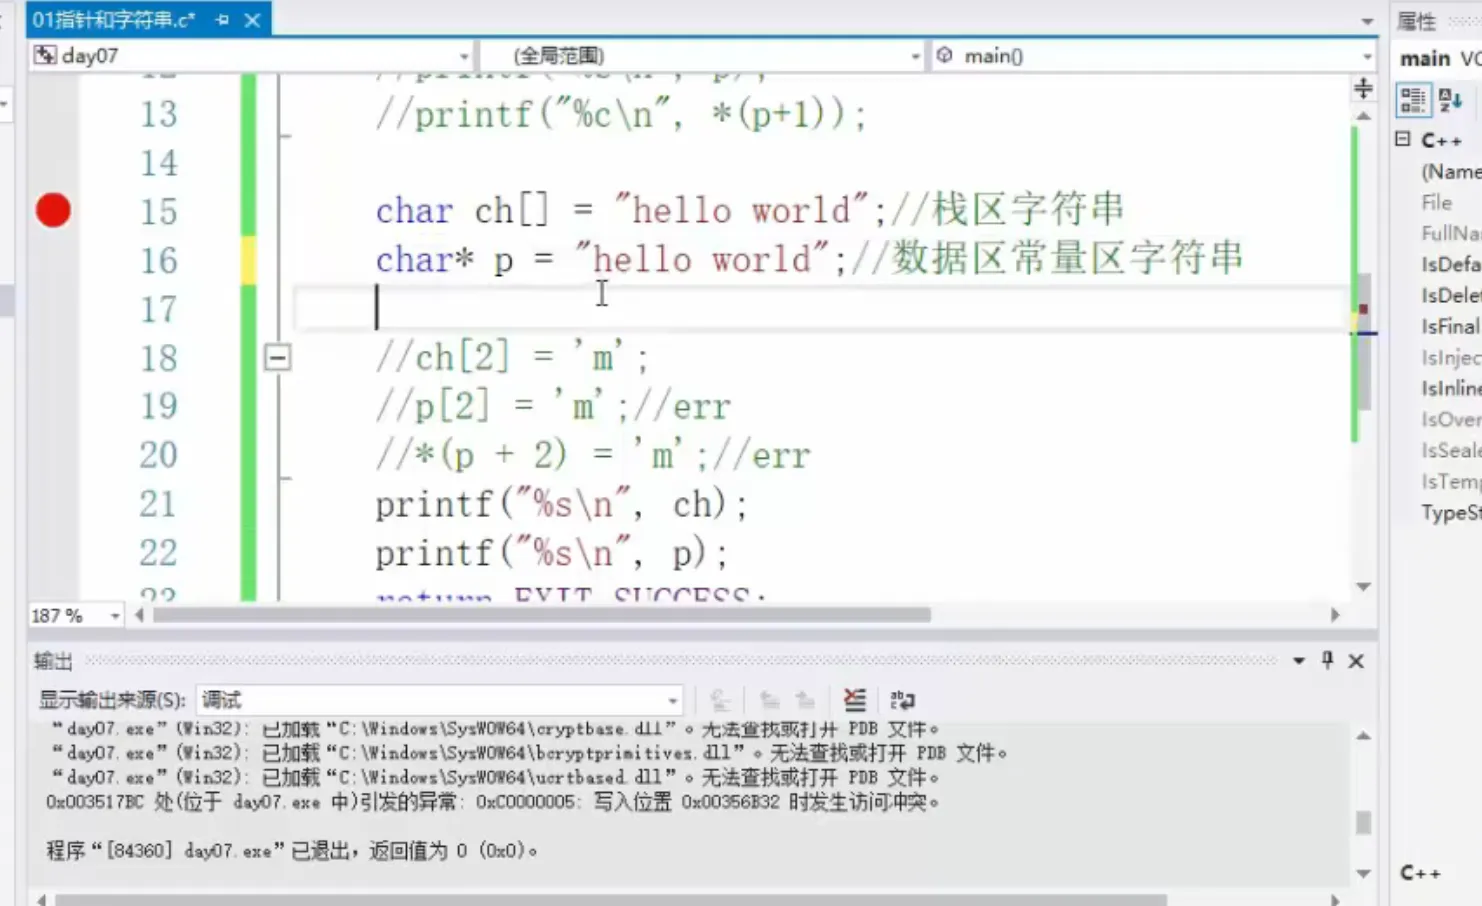 01指针和字符串.c*
属性
day07
(全局范围)
main()
main VC
13 //printf("%c\n", *(p+1));
C++
14
(Name
15 char ch[] = "hello world";//栈区字符串
File
FullNa
16 char* p = "hello world";//数据区常量区字符串
IsDefa
IsDelet
17
IsFinal
18 //ch[2] = 'm';
IsInjec
IsInline
19 //p[2] = 'm';//err
IsOver
20 //*(p + 2) = 'm';//err
IsSeale
IsTemp
21 printf("%s\n", ch);
TypeSt
22 printf("%s\n", p);
23 return EXIT_SUCCESS;
187 %
输出
显示输出来源(S): 调试
“day07.exe”(Win32): 已加载“C:\Windows\SysWOW64\cryptbase.dll”。无法查找或打开 PDB 文件。
“day07.exe”(Win32): 已加载“C:\Windows\SysWOW64\bcryptprimitives.dll”。无法查找或打开 PDB 文件。
“day07.exe”(Win32): 已加载“C:\Windows\SysWOW64\ucrtbased.dll”。无法查找或打开 PDB 文件。
0x003517BC 处(位于 day07.exe 中)引发的异常: 0xC0000005: 写入位置 0x00356B32 时发生访问冲突。
程序“[84360] day07.exe”已退出，返回值为 0 (0x0)。
C++